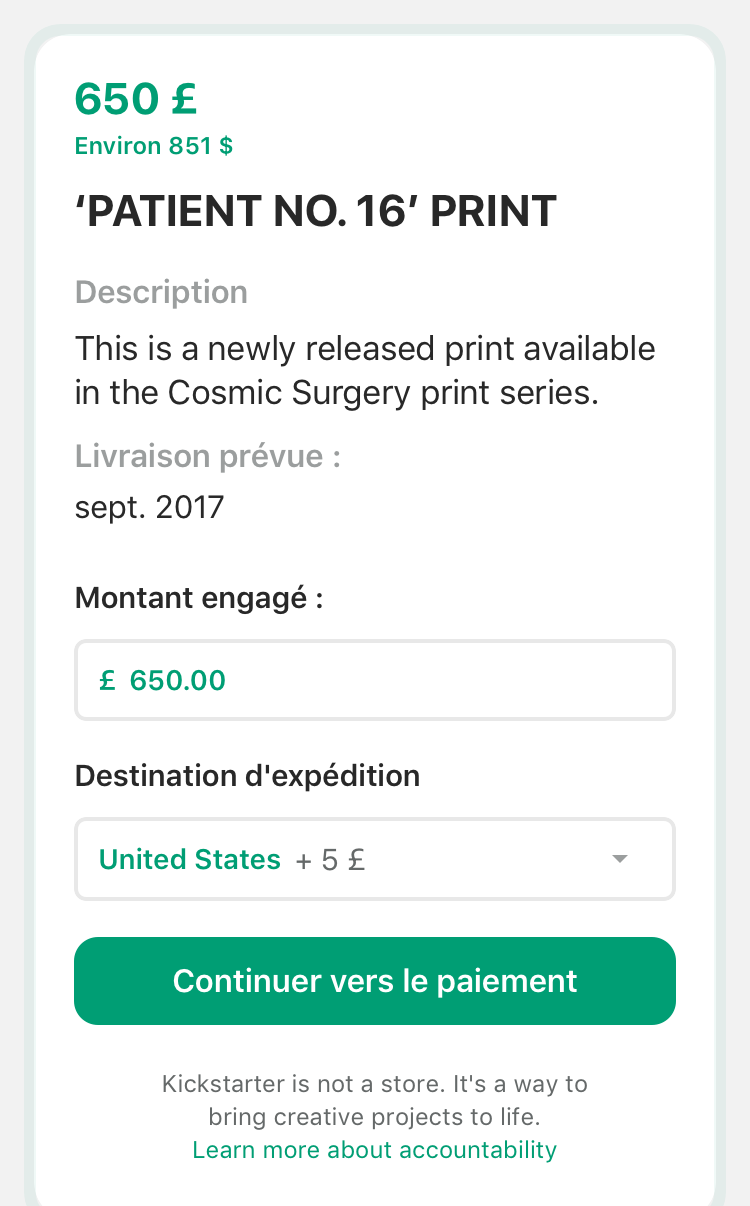 650 £
Environ 851 $
‘PATIENT NO. 16’ PRINT
Description
This is a newly released print available
in the Cosmic Surgery print series.
Livraison prévue :
sept. 2017
Montant engagé :
£ 650.00
Destination d'expédition
United States + 5 £
Continuer vers le paiement
Kickstarter is not a store. It's a way to
bring creative projects to life.
Learn more about accountability